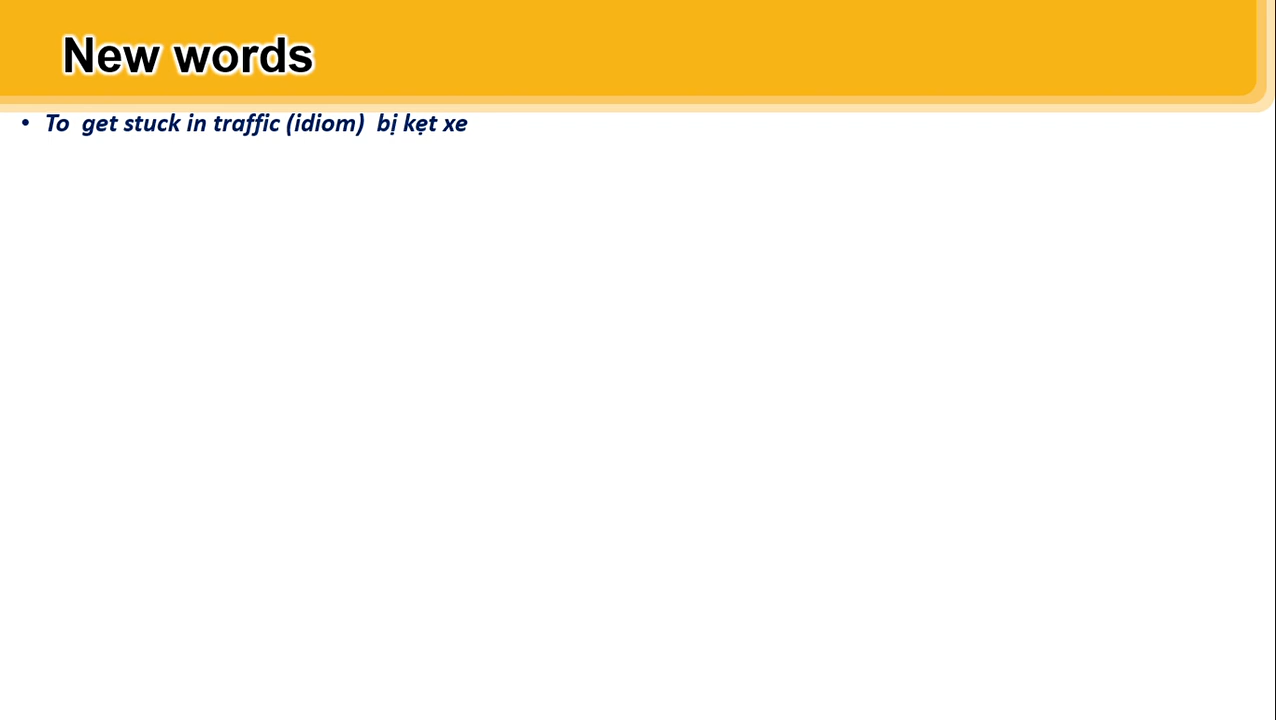 New words
• To get stuck in traffic (idiom) bị kẹt xe